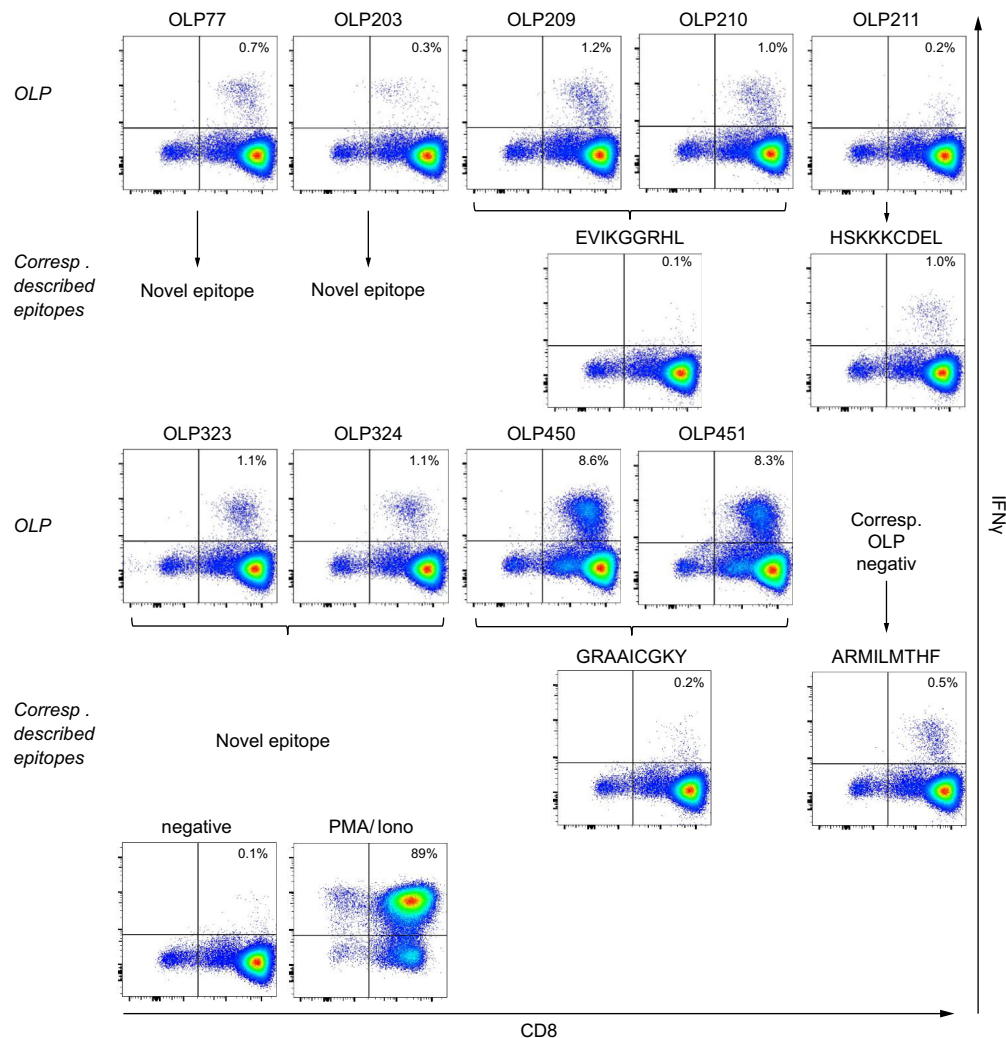 OLP77 OLP203 OLP209 OLP210 OLP211
OLP
0.7% 0.3% 1.2% 1.0% 0.2%
EVIKGGRHL HSKKKCDEL
Corresp .
described
epitopes
Novel epitope Novel epitope
0.1% 1.0%
OLP323 OLP324 OLP450 OLP451
OLP
1.1% 1.1% 8.6% 8.3%
Corresp.
OLP
negativ
IFNγ
GRAAICGKY ARMILMTHF
Corresp .
described
epitopes
Novel epitope
0.2% 0.5%
negative PMA/Iono
0.1% 89%
CD8